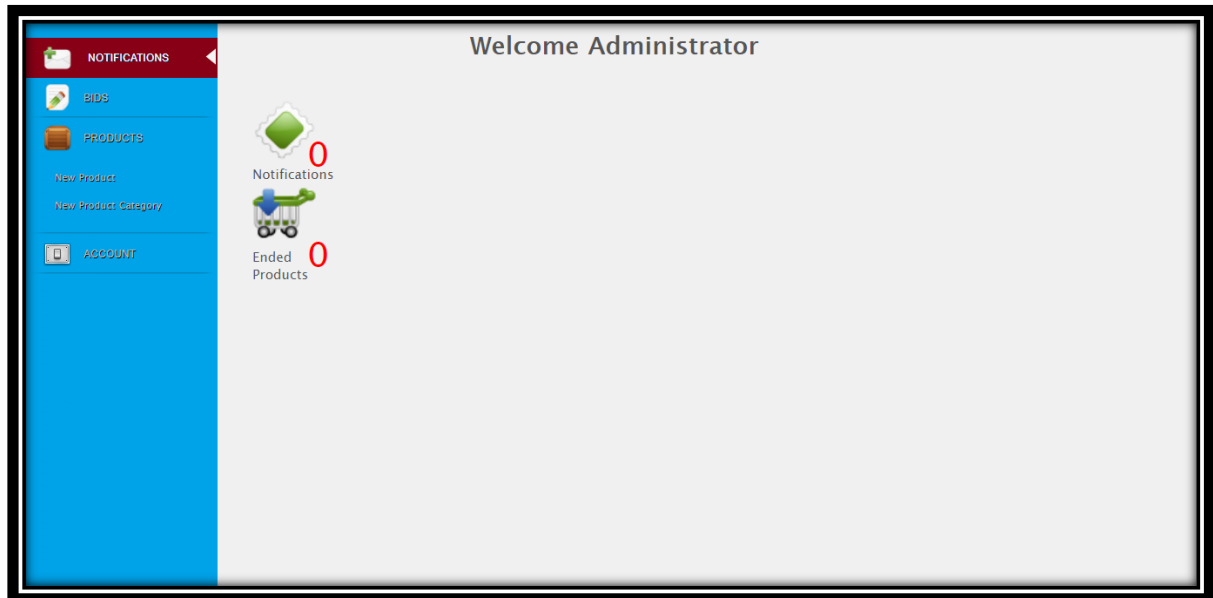 NOTIFICATIONS
BIDS
PRODUCTS
New Product
New Product Category
ACCOUNT
Welcome Administrator
0
Notifications
0
Ended
Products